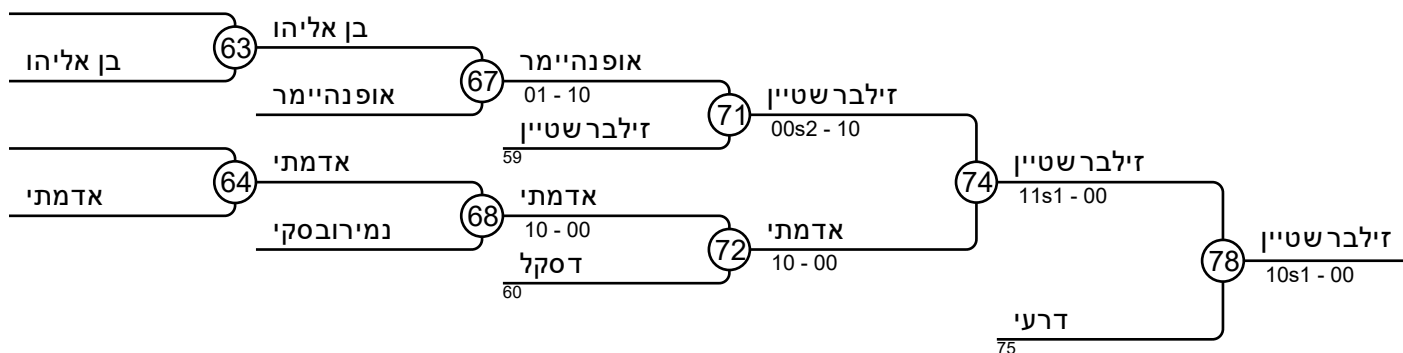 בן אליהו
63
בן אליהו
אופנהיימר
67
אופנהיימר
01 - 10
זילברשטיין
59
71
זילברשטיין
00s2 - 10
אדמתי
64
אדמתי
נמירובסקי
68
אדמתי
10 - 00
דסקל
60
72
אדמתי
10 - 00
74
זילברשטיין
11s1 - 00
דרעי
75
78
זילברשטיין
10s1 - 00